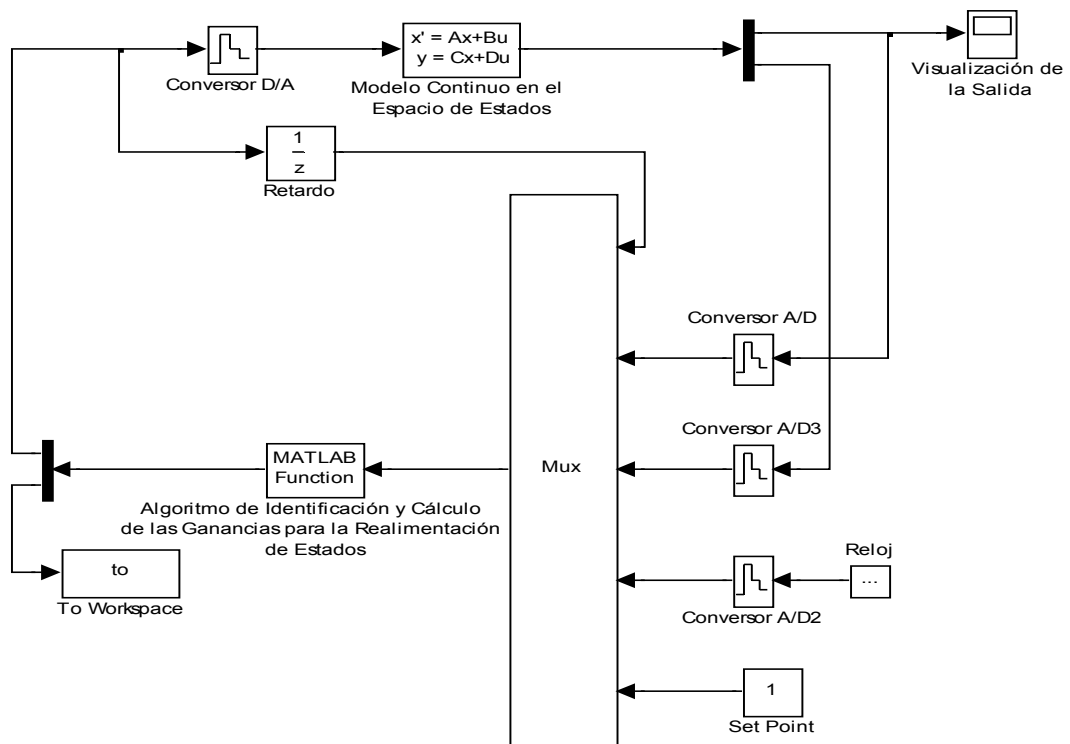 x' = Ax+Bu
y = Cx+Du
Conversor D/A
Modelo Continuo en el
Espacio de Estados
Visualización de
la Salida
1
z
Retardo
Conversor A/D
Conversor A/D3
Mux
MATLAB
Function
Algoritmo de Identificación y Cálculo
de las Ganancias para la Realimentación
de Estados
to
To Workspace
Reloj
...
Conversor A/D2
1
Set Point